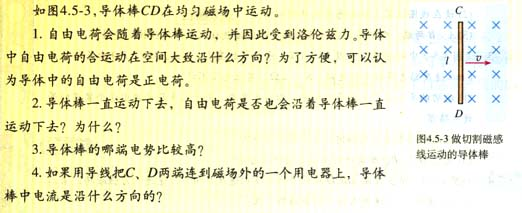 如图4.5-3,导体棒CD在均匀磁场中运动。
1. 自由电荷会随着导体棒运动，并因此受到洛伦兹力。导体
中自由电荷的合运动在空间大致沿什么方向？为了方便，可以认
为导体中的自由电荷是正电荷。
2. 导体棒一直运动下去，自由电荷是否也会沿着导体棒一直
运动下去？为什么？
3. 导体棒的哪端电势比较高？
4. 如果用导线把C、D两端连到磁场外的一个用电器上，导体
棒中电流是沿什么方向的？
C
l
v
D
图4.5-3 做切割磁感
线运动的导体棒